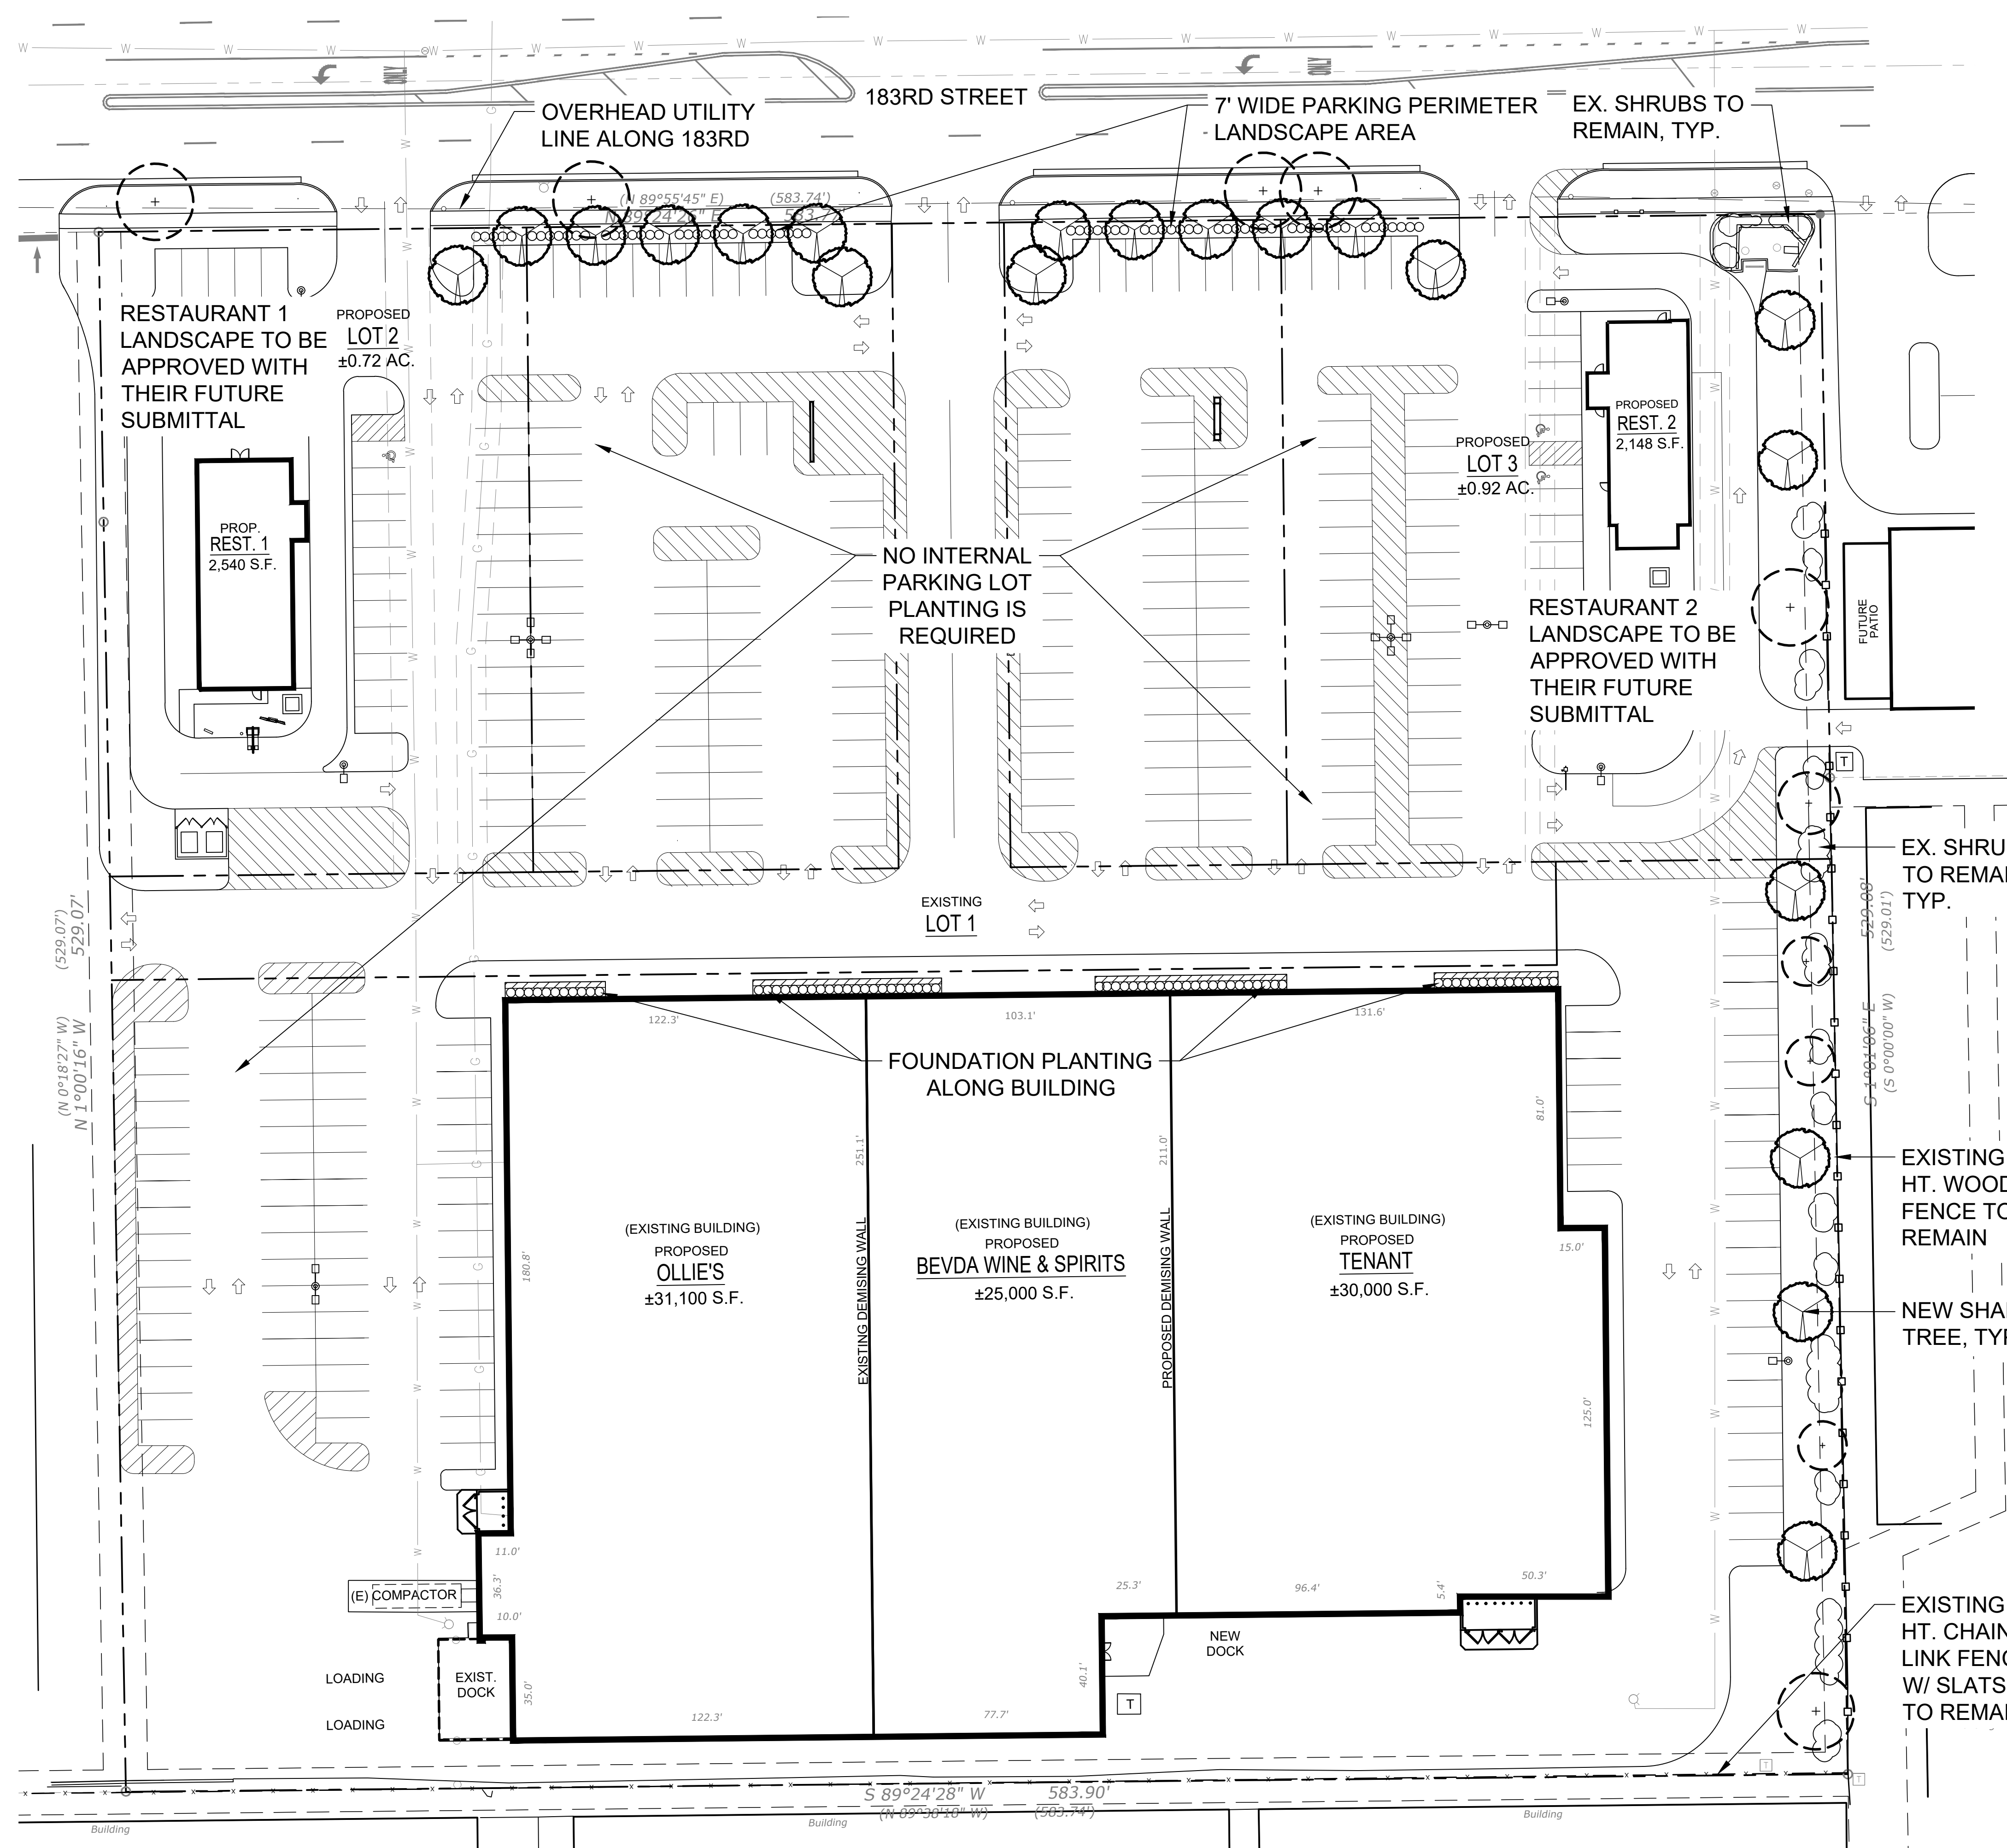 183RD STREET
ONLY
ONLY
OVERHEAD UTILITY
LINE ALONG 183RD
7' WIDE PARKING PERIMETER
LANDSCAPE AREA
EX. SHRUBS TO
REMAIN, TYP.
(N 89°55'45" E) (583.74')
N 89°24'28" E 583.77'
RESTAURANT 1
LANDSCAPE TO BE
APPROVED WITH
THEIR FUTURE
SUBMITTAL
PROPOSED
LOT 2
±0.72 AC.
PROP.
REST. 1
2,540 S.F.
PROPOSED
REST. 2
2,148 S.F.
PROPOSED
LOT 3
±0.92 AC.
NO INTERNAL
PARKING LOT
PLANTING IS
REQUIRED
RESTAURANT 2
LANDSCAPE TO BE
APPROVED WITH
THEIR FUTURE
SUBMITTAL
FUTURE
PATIO
T
EX. SHRU
TO REMAI
TYP.
EXISTING
LOT 1
(529.07')
529.07'
(N 0°18'27" W)
N 1°00'16" W
529.08'
(529.01')
S 1°01'06" E
(S 0°00'00" W)
122.3'
103.1'
131.6'
FOUNDATION PLANTING
ALONG BUILDING
81.0'
251.1'
211.0'
180.8'
15.0'
125.0'
EXISTING
HT. WOOD
FENCE TO
REMAIN
(EXISTING BUILDING)
PROPOSED
OLLIE'S
±31,100 S.F.
EXISTING DEMISING WALL
(EXISTING BUILDING)
PROPOSED
BEVDA WINE & SPIRITS
±25,000 S.F.
PROPOSED DEMISING WALL
(EXISTING BUILDING)
PROPOSED
TENANT
±30,000 S.F.
NEW SHA
TREE, TY
11.0'
36.3'
10.0'
(E) COMPACTOR
25.3'
96.4'
5.4'
50.3'
LOADING
LOADING
EXIST.
DOCK
35.0'
122.3'
77.7'
40.1'
NEW
DOCK
T
EXISTING
HT. CHAIN
LINK FENC
W/ SLATS
TO REMAI
T
T
S 89°24'28" W 583.90'
(N 89°38'18" W) (583.74')
Building
Building
Building